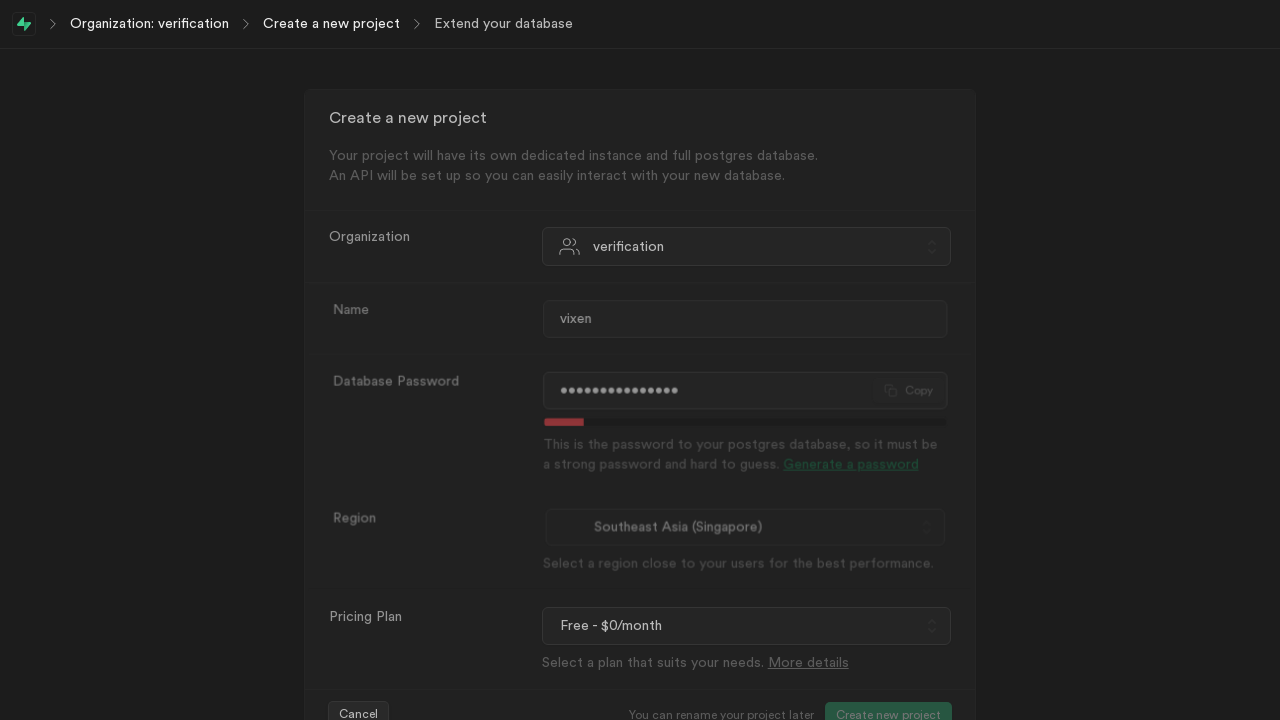 Organization: verification
Create a new project
Extend your database
Create a new project
Your project will have its own dedicated instance and full postgres database.
An API will be set up so you can easily interact with your new database.
Organization
verification
Name
vixen
Database Password
•••••••••••••••
Copy
This is the password to your postgres database, so it must be
a strong password and hard to guess. Generate a password
Region
Southeast Asia (Singapore)
Select a region close to your users for the best performance.
Pricing Plan
Free - $0/month
Select a plan that suits your needs. More details
Cancel
You can rename your project later
Create new project